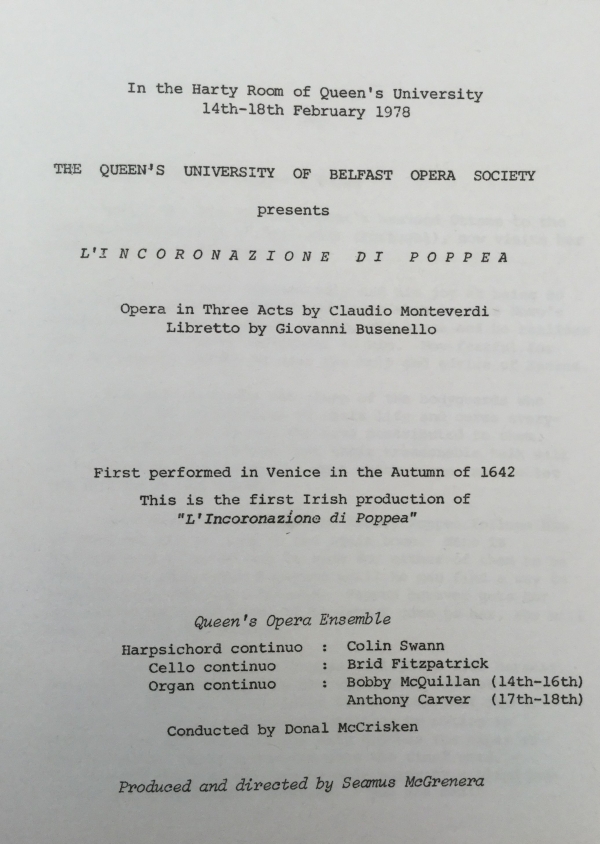 In the Harty Room of Queen's University
14th-18th February 1978
THE QUEEN'S UNIVERSITY OF BELFAST OPERA SOCIETY
presents
L'INCORONAZIONE DI POPPEA
Opera in Three Acts by Claudio Monteverdi
Libretto by Giovanni Busenello
First performed in Venice in the Autumn of 1642
This is the first Irish production of
"L'Incoronazione di Poppea"
Queen's Opera Ensemble
Harpsichord continuo : Colin Swann
Cello continuo : Brid Fitzpatrick
Organ continuo : Bobby McQuillan (14th-16th)
Anthony Carver (17th-18th)
Conducted by Donal McCrisken
Produced and directed by Seamus McGrenera